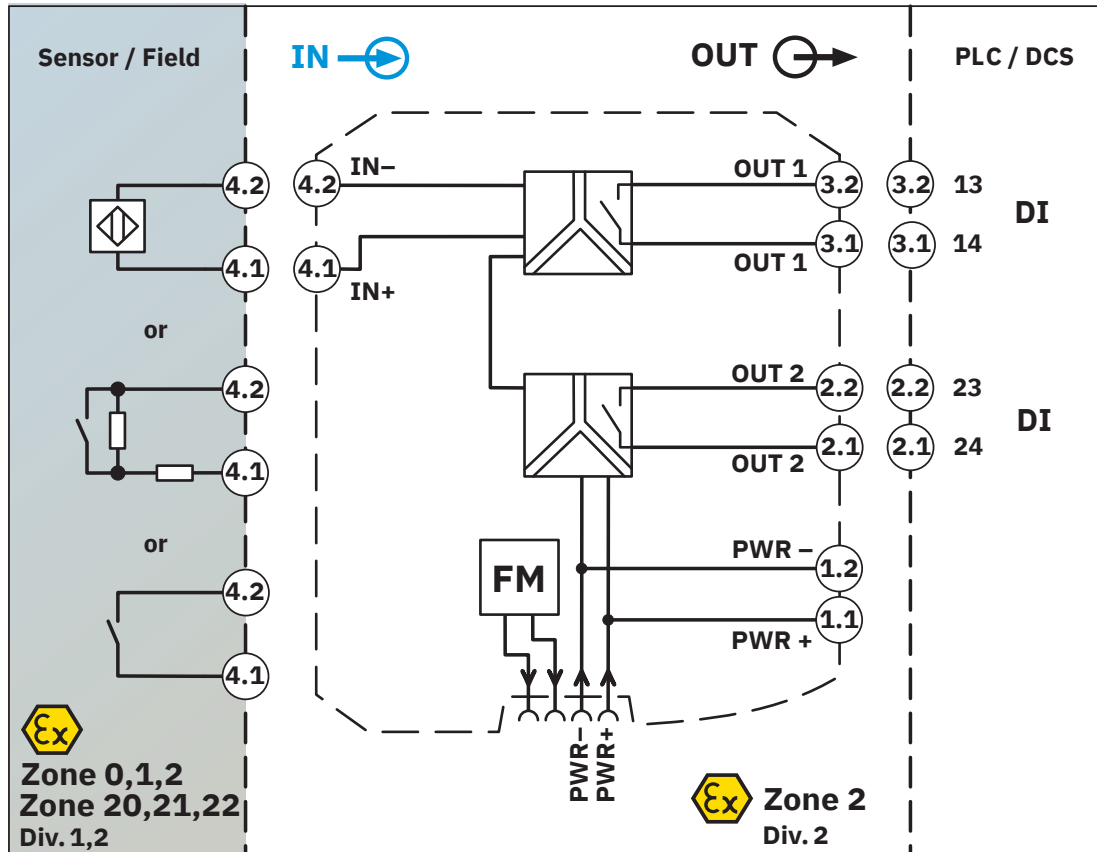 Sensor / Field
IN
OUT
PLC / DCS
4.2
4.2
IN–
OUT 1
3.2
3.2
13
DI
4.1
4.1
IN+
OUT 1
3.1
3.1
14
or
4.2
OUT 2
2.2
2.2
23
DI
4.1
OUT 2
2.1
2.1
24
or
4.2
FM
PWR –
1.2
1.1
PWR +
4.1
PWR–
PWR+
Ex
Zone 0,1,2
Zone 20,21,22
Div. 1,2
Ex
Zone 2
Div. 2